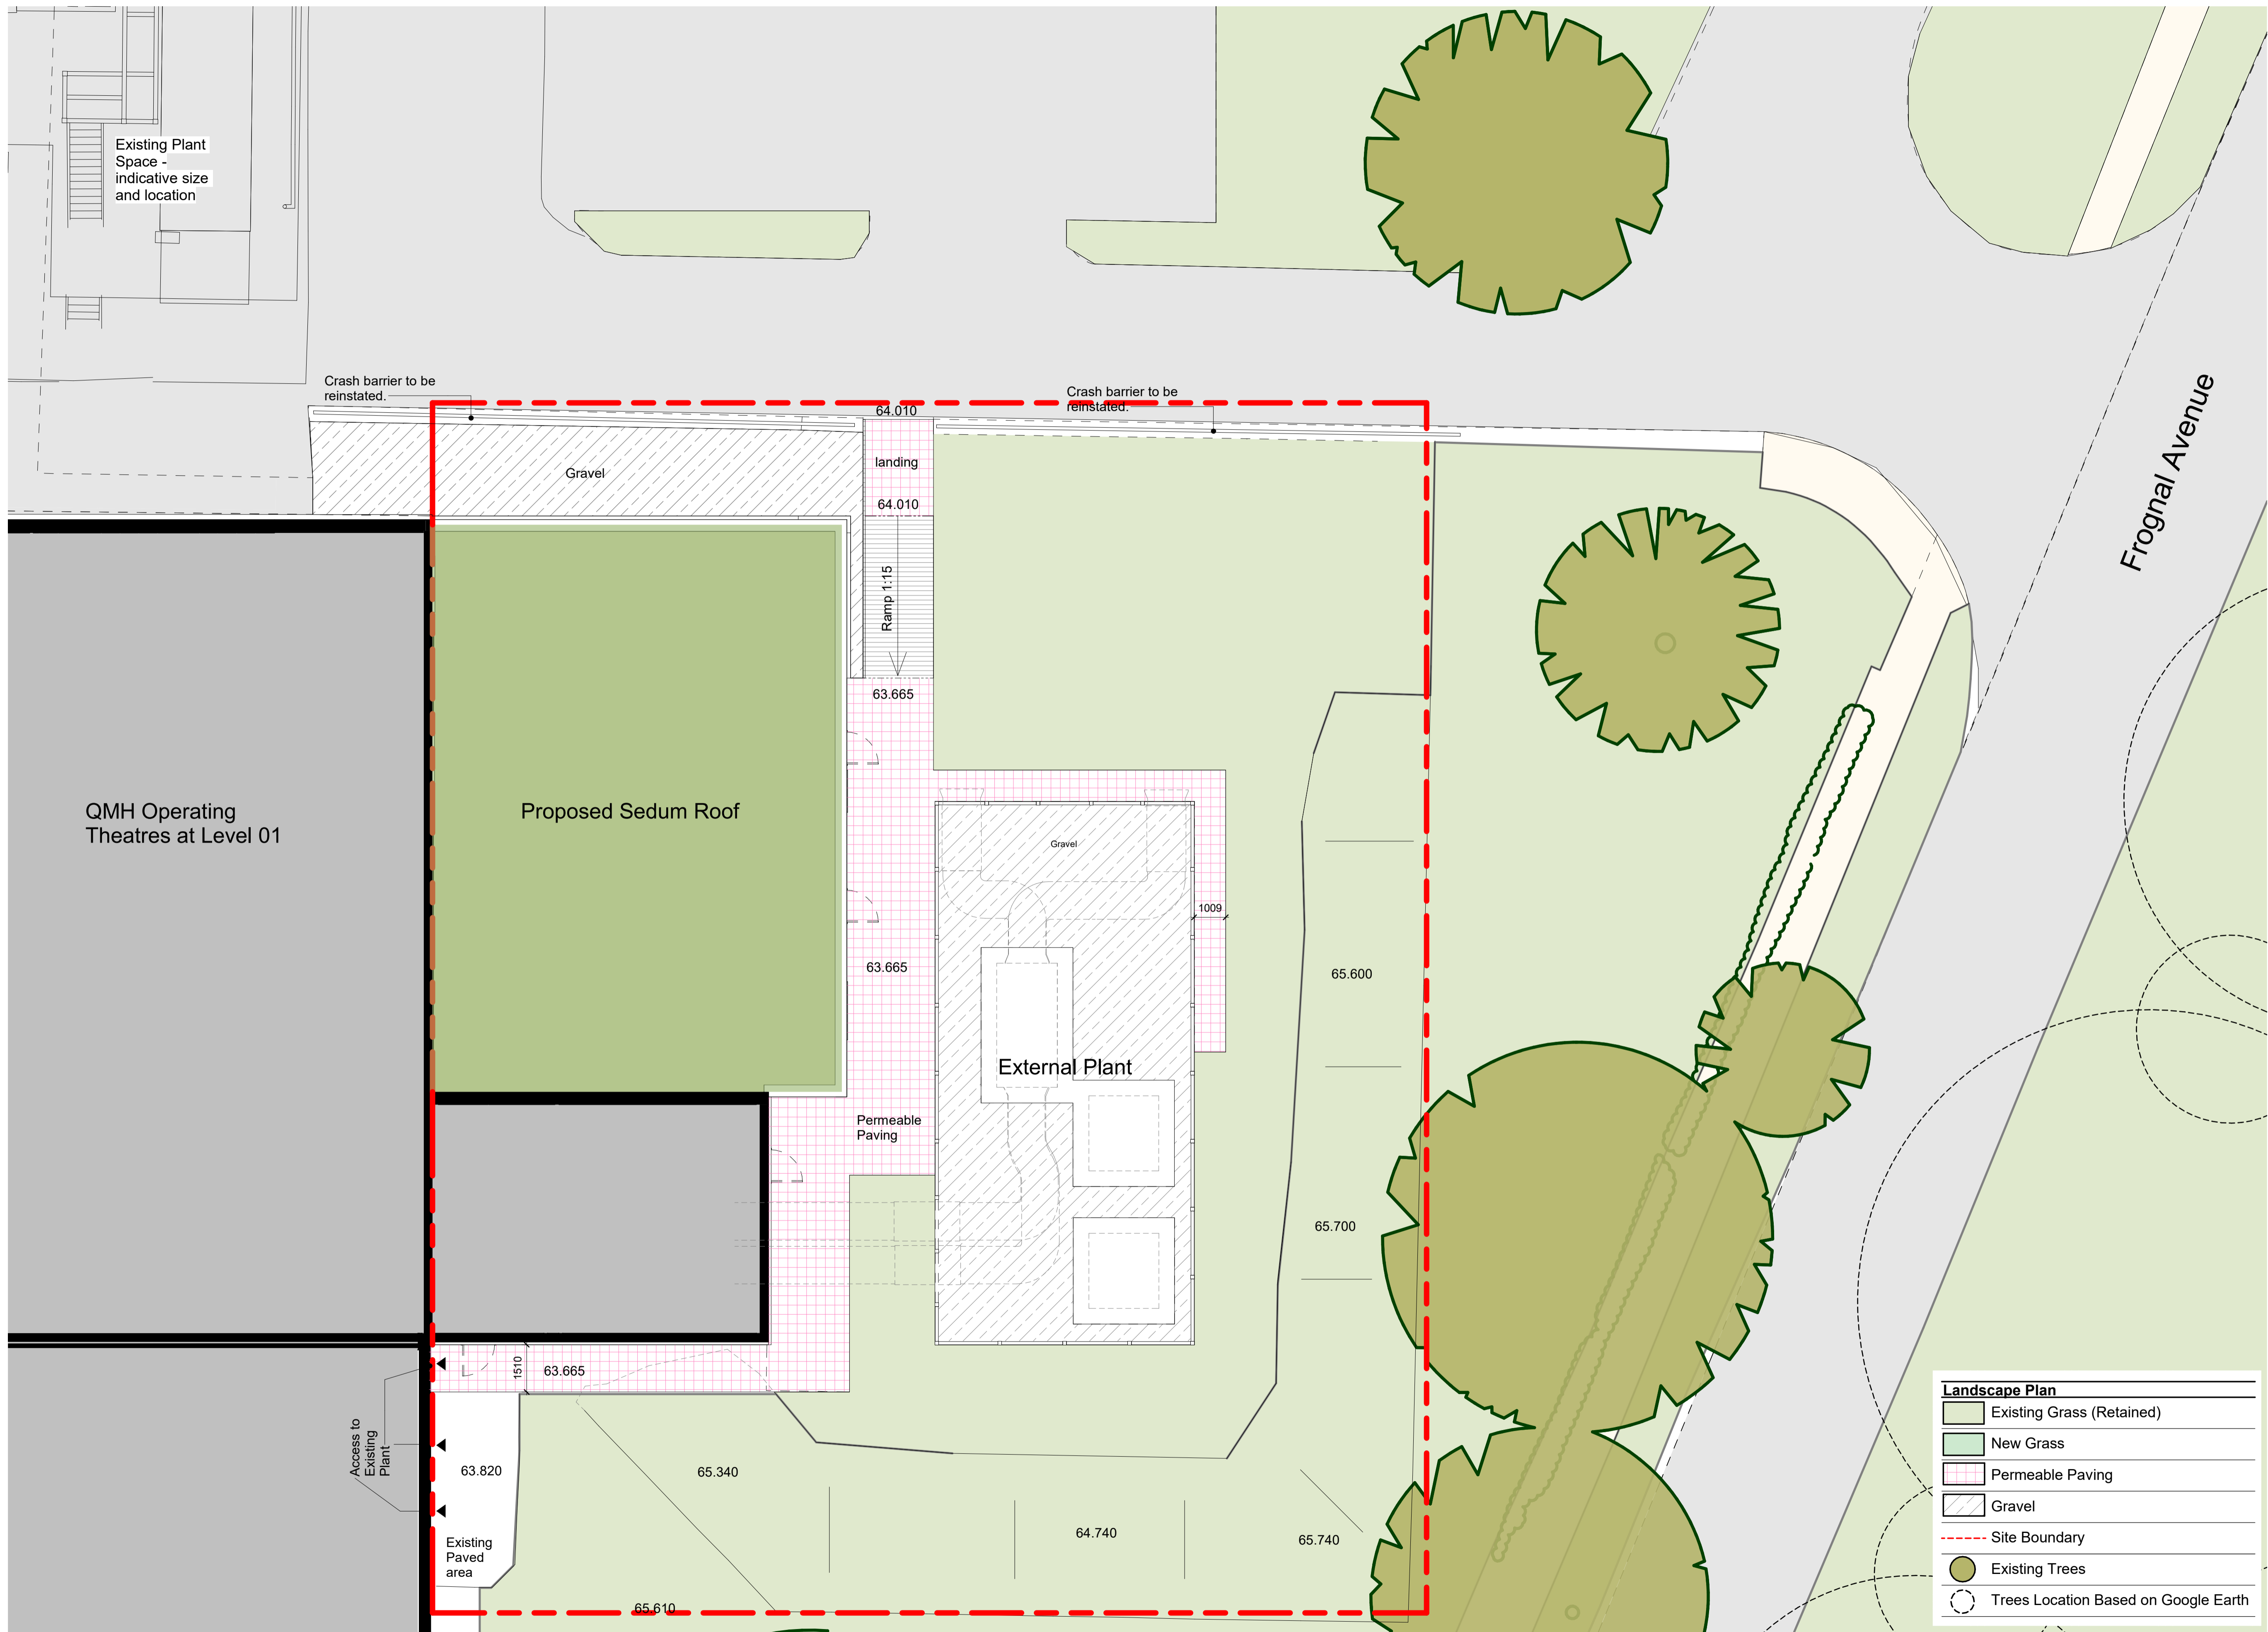 Existing Plant
Space -
indicative size
and location
Crash barrier to be
reinstated.
Crash barrier to be
reinstated.
64.010
Gravel
landing
64.010
Ramp 1:15
63.665
Frognal Avenue
QMH Operating
Theatres at Level 01
Proposed Sedum Roof
Gravel
1009
63.665
65.600
External Plant
Permeable
Paving
65.700
1510
63.665
Access to
Existing
Plant
63.820
65.340
64.740
65.740
Existing
Paved
area
65.610
Landscape Plan
Existing Grass (Retained)
New Grass
Permeable Paving
Gravel
Site Boundary
Existing Trees
Trees Location Based on Google Earth